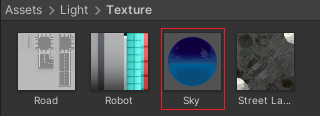 Assets > Light > Texture
Road Robot Sky Street La...